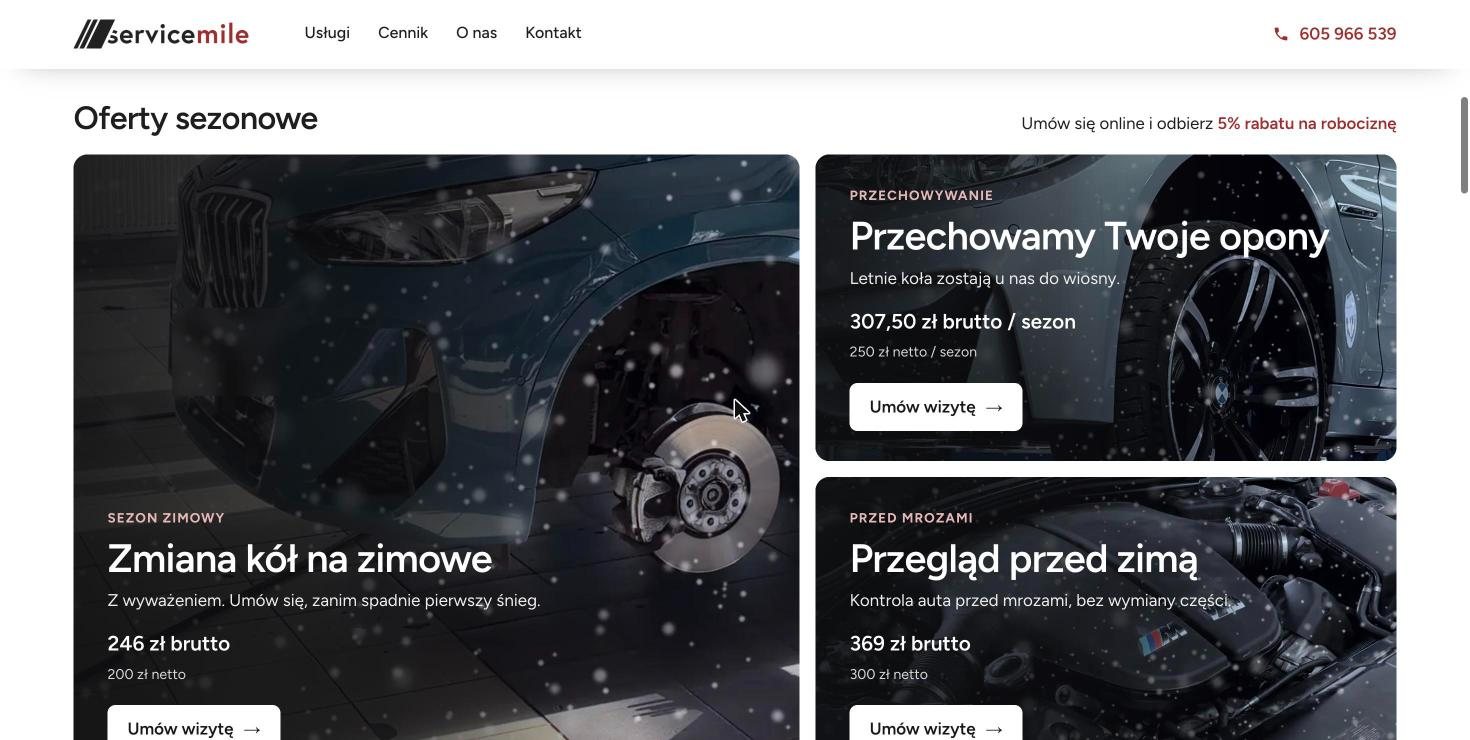 servicemile
Usługi
Cennik
O nas
Kontakt
605 966 539
Oferty sezonowe
Umów się online i odbierz 5% rabatu na robociznę
SEZON ZIMOWY
Zmiana kół na zimowe
Z wyważeniem. Umów się, zanim spadnie pierwszy śnieg.
246 zł brutto
200 zł netto
Umów wizytę →
PRZECHOWYWANIE
Przechowamy Twoje opony
Letnie koła zostają u nas do wiosny.
307,50 zł brutto / sezon
250 zł netto / sezon
Umów wizytę →
PRZED MROZAMI
Przegląd przed zimą
Kontrola auta przed mrozami, bez wymiany części.
369 zł brutto
300 zł netto
Umów wizytę →
M